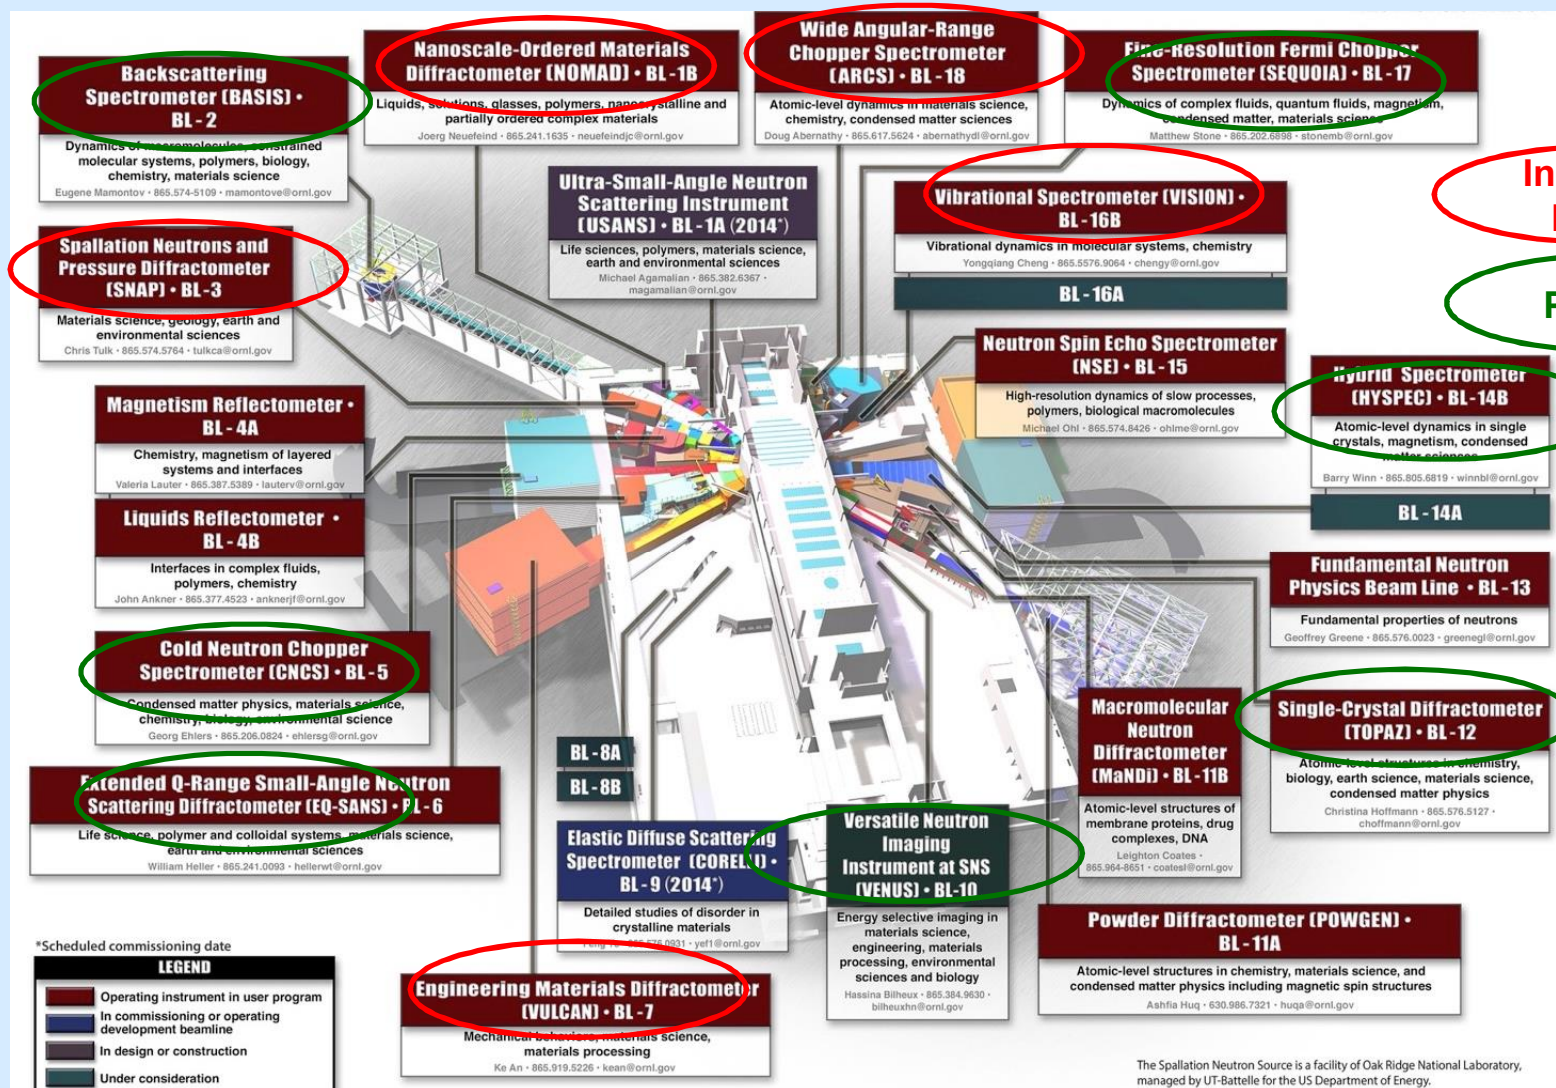 Backscattering
Spectrometer (BASIS) •
BL-2
Dynamics of macromolecules, constrained
molecular systems, polymers, biology,
chemistry, materials science
Eugene Mamontov • 865.574-5109 • mamontove@ornl.gov
Nanoscale-Ordered Materials
Diffractometer (NOMAD) • BL-1B
Liquids, solutions, glasses, polymers, nanocrystalline and
partially ordered complex materials
Joerg Neuefeind • 865.241.1635 • neuefeindjc@ornl.gov
Wide Angular-Range
Chopper Spectrometer
(ARCS) • BL-18
Atomic-level dynamics in materials science,
chemistry, condensed matter sciences
Doug Abernathy • 865.617.5624 • abernathydl@ornl.gov
Fine-Resolution Fermi Chopper
Spectrometer (SEQUOIA) • BL-17
Dynamics of complex fluids, quantum fluids, magnetism,
condensed matter, materials science
Matthew Stone • 865.202.6898 • stonemb@ornl.gov
Ultra-Small-Angle Neutron
Scattering Instrument
(USANS) • BL-1A (2014*)
Life sciences, polymers, materials science,
earth and environmental sciences
Michael Agamalian • 865.382.6367 •
magamalian@ornl.gov
Vibrational Spectrometer (VISION) •
BL-16B
Vibrational dynamics in molecular systems, chemistry
Yongqiang Cheng • 865.5576.9064 • chengy@ornl.gov
BL-16A
In
Spallation Neutrons and
Pressure Diffractometer
(SNAP) • BL-3
Materials science, geology, earth and
environmental sciences
Chris Tulk • 865.574.5764 • tulkca@ornl.gov
Neutron Spin Echo Spectrometer
(NSE) • BL-15
High-resolution dynamics of slow processes,
polymers, biological macromolecules
Michael Ohl • 865.574.8426 • ohlme@ornl.gov
Hybrid Spectrometer
(HYSPEC) • BL-14B
Atomic-level dynamics in single
crystals, magnetism, condensed
matter sciences
Barry Winn • 865.805.6819 • winnbl@ornl.gov
BL-14A
Magnetism Reflectometer •
BL-4A
Chemistry, magnetism of layered
systems and interfaces
Valeria Lauter • 865.387.5389 • lauterv@ornl.gov
Liquids Reflectometer •
BL-4B
Interfaces in complex fluids,
polymers, chemistry
John Ankner • 865.377.4523 • anknerjf@ornl.gov
Fundamental Neutron
Physics Beam Line • BL-13
Fundamental properties of neutrons
Geoffrey Greene • 865.576.0023 • greenegl@ornl.gov
Cold Neutron Chopper
Spectrometer (CNCS) • BL-5
Condensed matter physics, materials science,
chemistry, biology, environmental science
Georg Ehlers • 865.206.0824 • ehlersg@ornl.gov
Macromolecular
Neutron
Diffractometer
(MaNDi) • BL-11B
Atomic-level structures of
membrane proteins, drug
complexes, DNA
Leighton Coates •
865.964-8651 • coatesl@ornl.gov
Single-Crystal Diffractometer
(TOPAZ) • BL-12
Atomic-level structures in chemistry,
biology, earth science, materials science,
condensed matter physics
Christina Hoffmann • 865.576.5127 •
choffmann@ornl.gov
BL-8A
BL-8B
Extended Q-Range Small-Angle Neutron
Scattering Diffractometer (EQ-SANS) • BL-6
Life science, polymer and colloidal systems, materials science,
earth and environmental sciences
William Heller • 865.241.0093 • hellerwt@ornl.gov
Elastic Diffuse Scattering
Spectrometer (CORELLI) •
BL-9 (2014*)
Detailed studies of disorder in
crystalline materials
Feng Ye • 865.576.0931 • yef1@ornl.gov
Versatile Neutron
Imaging
Instrument at SNS
(VENUS) • BL-10
Energy selective imaging in
materials science,
engineering, materials
processing, environmental
sciences and biology
Hassina Bilheux • 865.384.9630 •
bilheuxhn@ornl.gov
Powder Diffractometer (POWGEN) •
BL-11A
Atomic-level structures in chemistry, materials science, and
condensed matter physics including magnetic spin structures
Ashfia Huq • 630.986.7321 • huqa@ornl.gov
Engineering Materials Diffractometer
(VULCAN) • BL-7
Mechanical behaviors, materials science,
materials processing
Ke An • 865.919.5226 • kean@ornl.gov
*Scheduled commissioning date
LEGEND
Operating instrument in user program
In commissioning or operating
development beamline
In design or construction
Under consideration
The Spallation Neutron Source is a facility of Oak Ridge National Laboratory,
managed by UT-Battelle for the US Department of Energy.